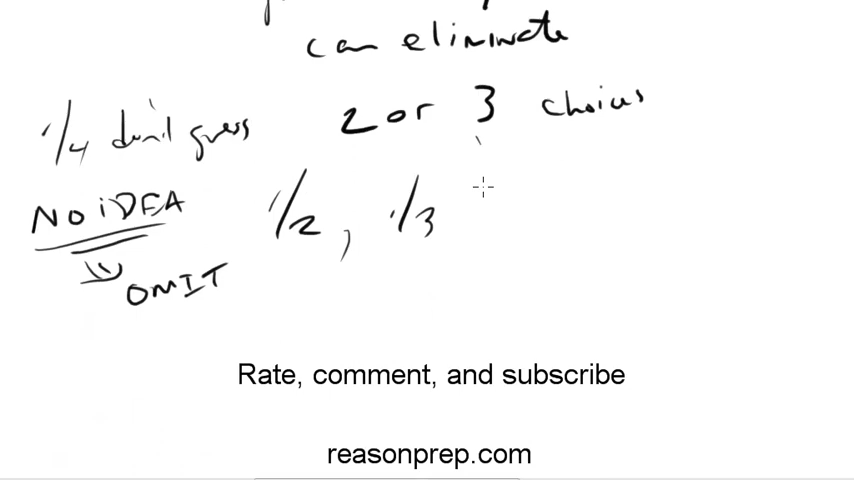 can eliminate
2 or 3 choices
1/4 don't guess
NO iDEA
1/2, 1/3
OMIT
Rate, comment, and subscribe
reasonprep.com